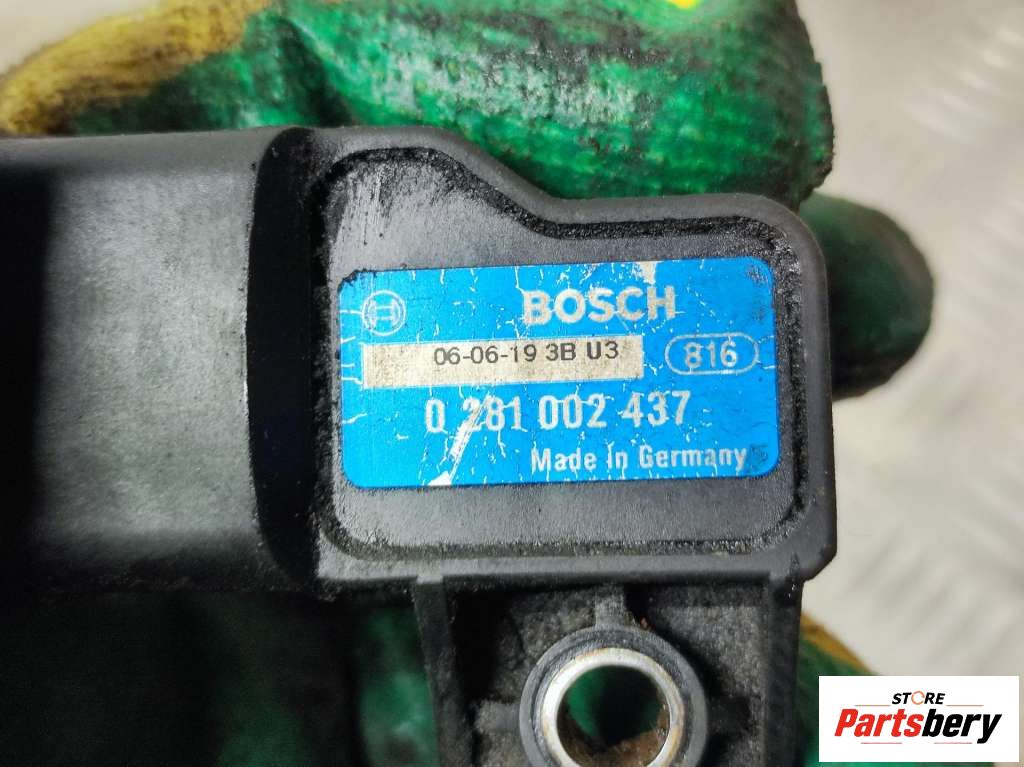 BOSCH
06-06-19 3B U3
816
0 281 002 437
Made in Germany
STORE
Partsbery